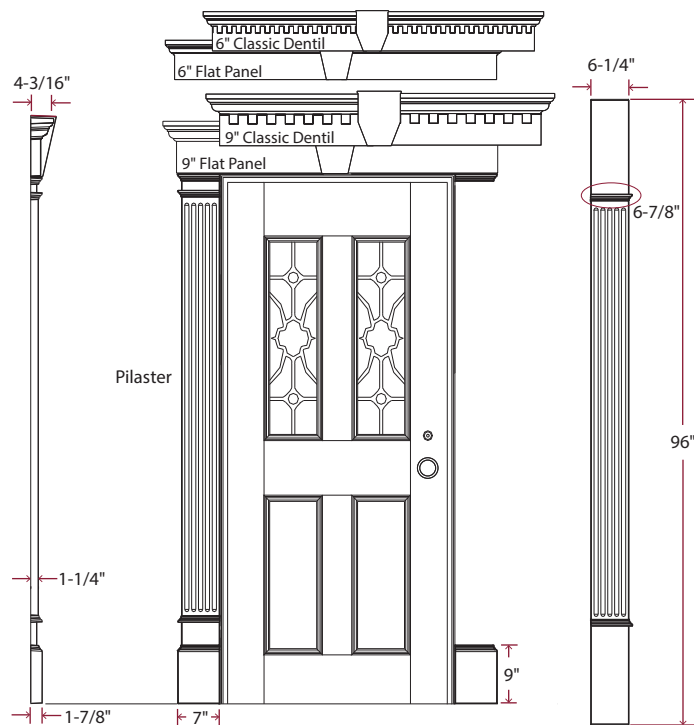 6" Classic Dentil
6" Flat Panel
4-3/16"
6-1/4"
9" Classic Dentil
9" Flat Panel
6-7/8"
Pilaster
96"
1-1/4"
9"
1-7/8"
7"